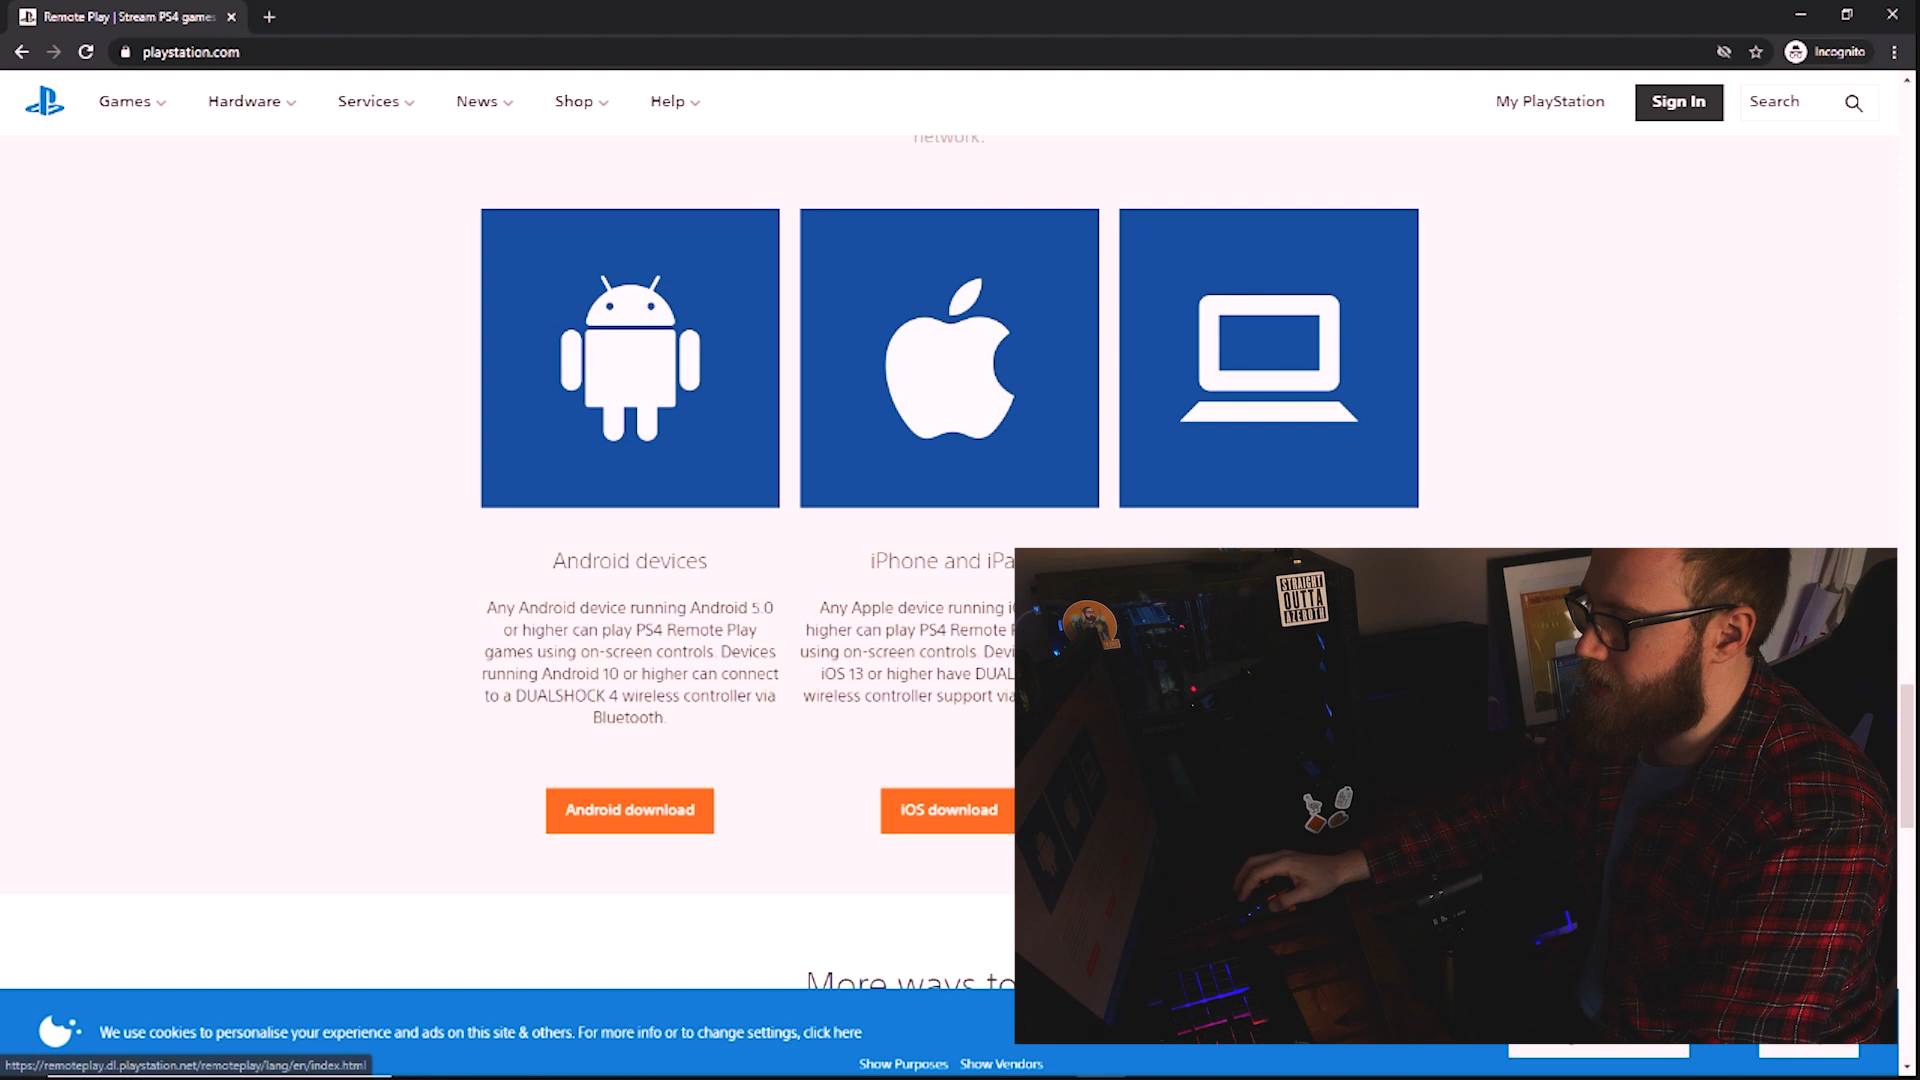 Remote Play | Stream PS4 games
playstation.com
Incognito
Games
Hardware
Services
News
Shop
Help
My PlayStation
Sign In
Search
network.
Android devices
Any Android device running Android 5.0
or higher can play PS4 Remote Play
games using on-screen controls. Devices
running Android 10 or higher can connect
to a DUALSHOCK 4 wireless controller via
Bluetooth.
Android download
iPhone and iPa
Any Apple device running i
higher can play PS4 Remote
using on-screen controls. Devi
iOS 13 or higher have DUAL
wireless controller support via
iOS download
STRAIGHT
OUTTA
AZEROTH
More ways to
We use cookies to personalise your experience and ads on this site & others. For more info or to change settings, click here
Show Purposes
Show Vendors
https://remoteplay.dl.playstation.net/remoteplay/lang/en/index.html